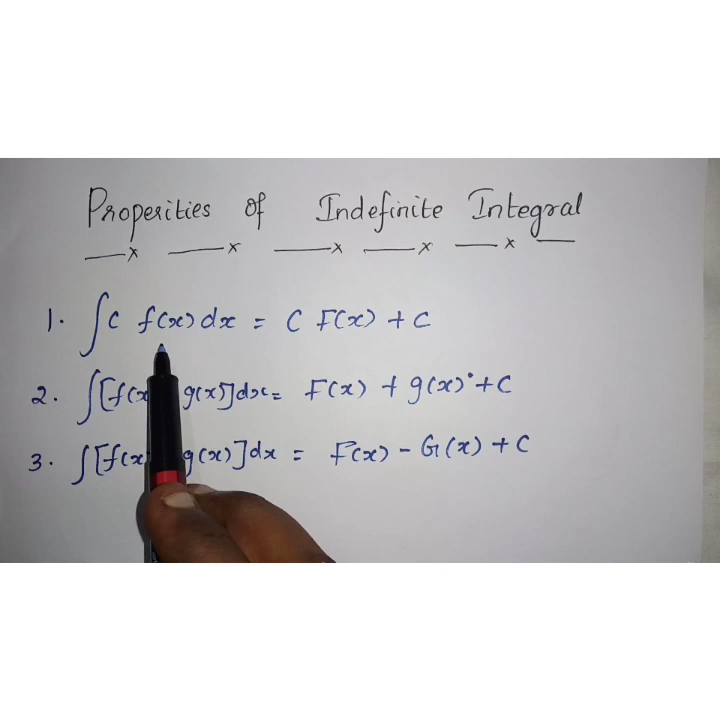 Properities of Indefinite Integral
1. ∫c f(x) dx = C F(x) + C
2. ∫[f(x) g(x)]dx = F(x) + g(x) + C
3. ∫[f(x) g(x)]dx = F(x) - G(x) + C